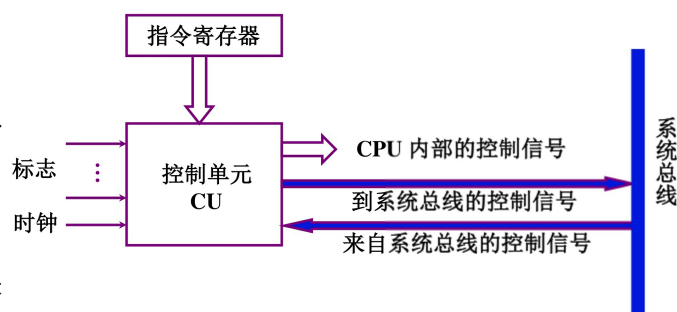 指令寄存器
标志
⋮
时钟
控制单元
CU
CPU 内部的控制信号
到系统总线的控制信号
来自系统总线的控制信号
系统总线